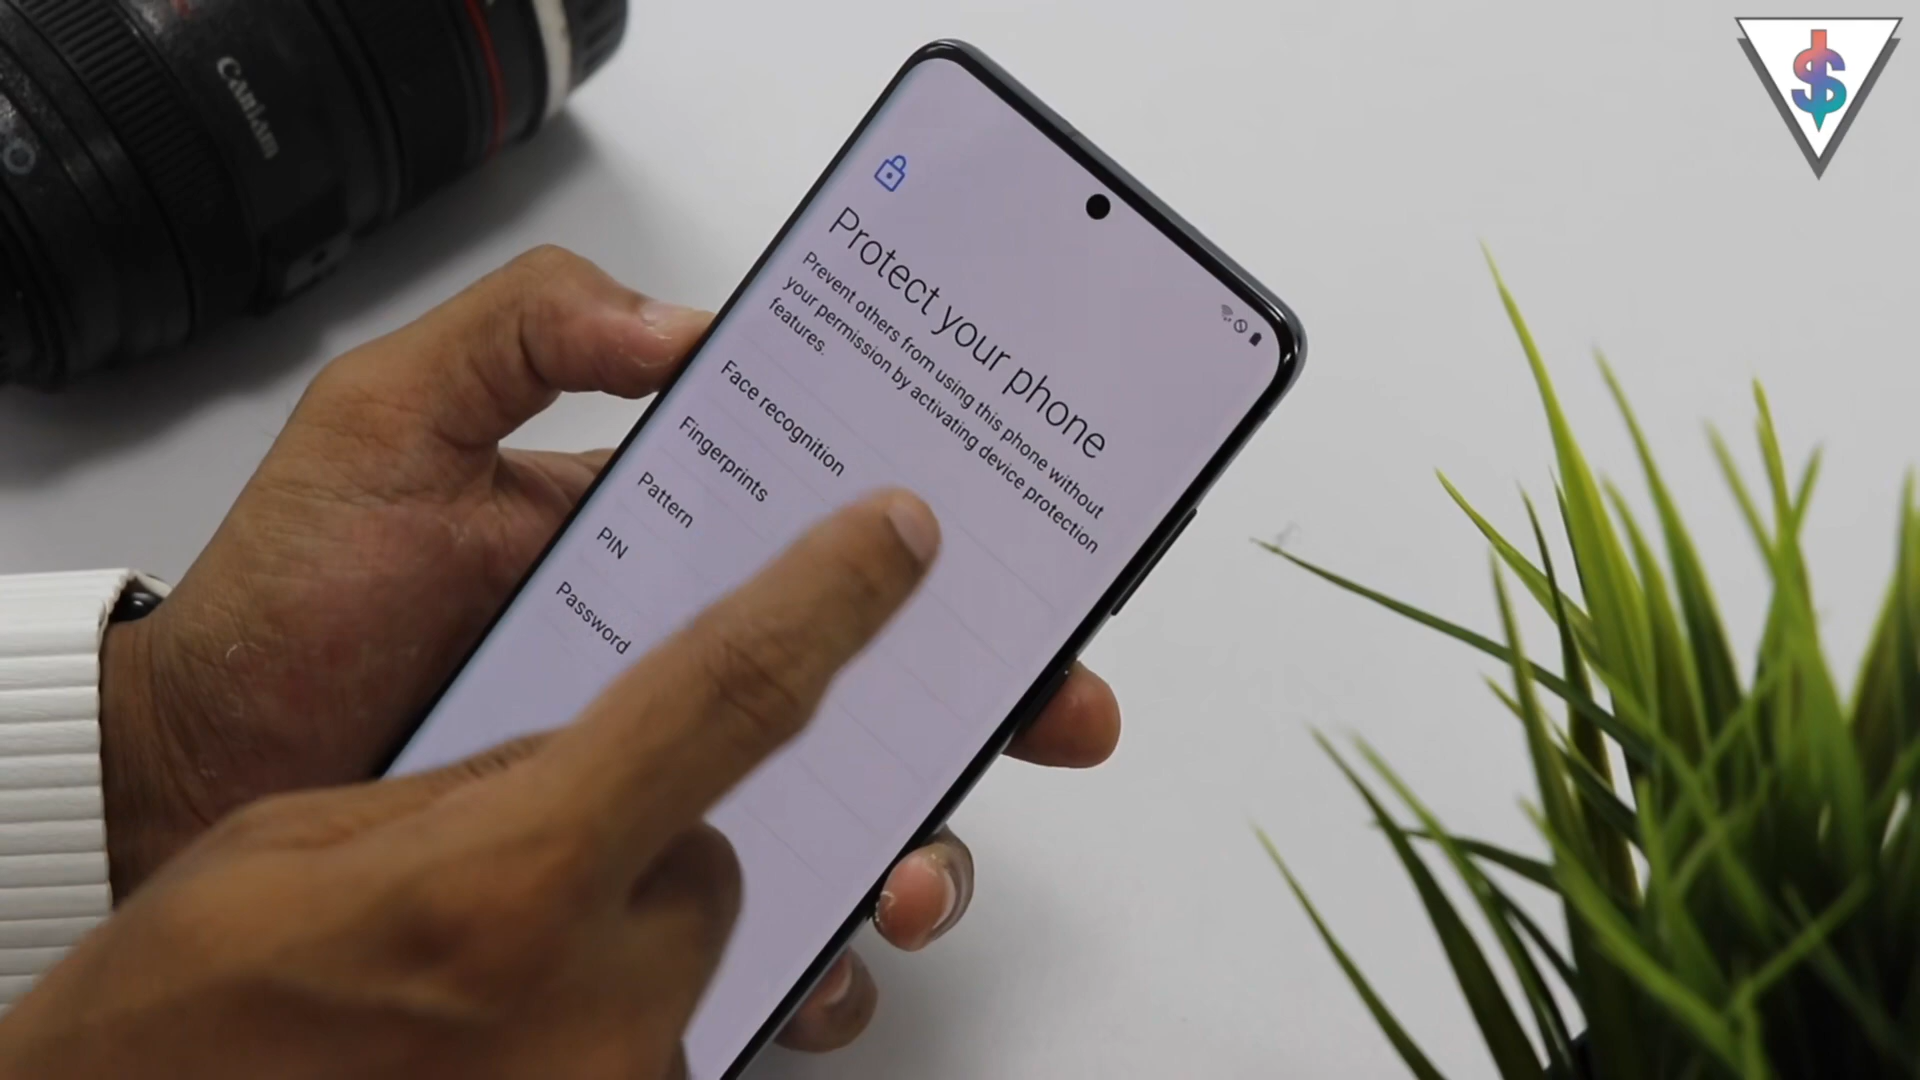 Caniam
Protect your phone
Prevent others from using this phone without
your permission by activating device protection
features.
Face recognition
Fingerprints
Pattern
PIN
Password
$